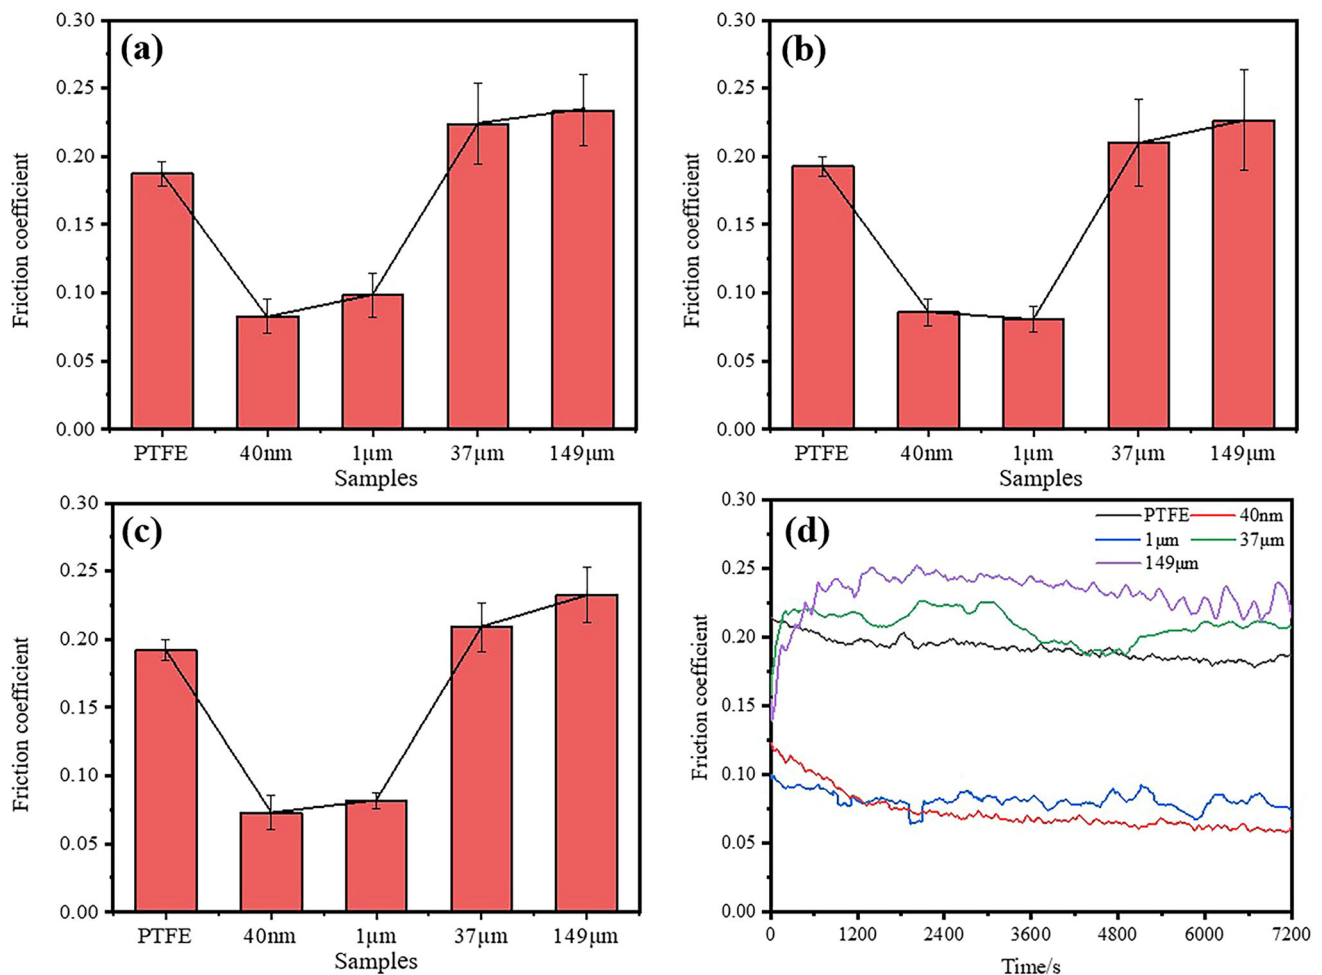 (a)
Friction coefficient
0.30
0.25
0.20
0.15
0.10
0.05
0.00
PTFE 40nm 1μm 37μm 149μm
Samples
(b)
Friction coefficient
0.30
0.25
0.20
0.15
0.10
0.05
0.00
PTFE 40nm 1μm 37μm 149μm
Samples
(c)
Friction coefficient
0.30
0.25
0.20
0.15
0.10
0.05
0.00
PTFE 40nm 1μm 37μm 149μm
Samples
(d)
Friction coefficient
0.30
0.25
0.20
0.15
0.10
0.05
0.00
PTFE 40nm
1μm 37μm
149μm
0 1200 2400 3600 4800 6000 7200
Time/s